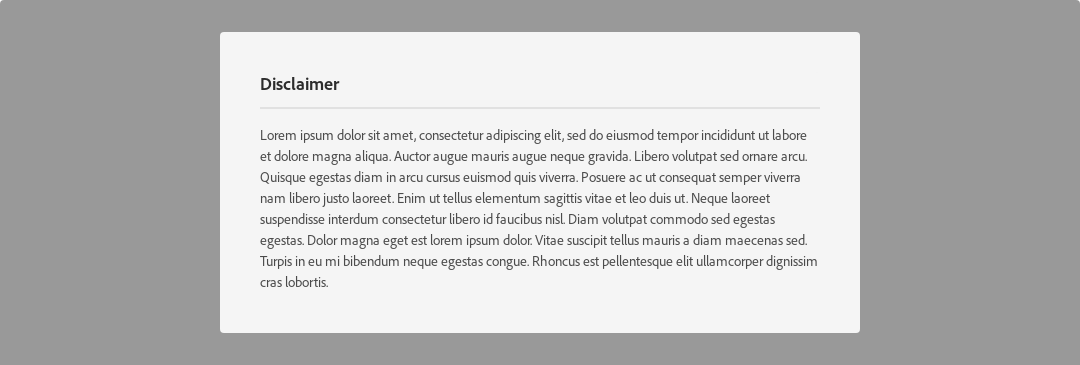 Disclaimer
Lorem ipsum dolor sit amet, consectetur adipiscing elit, sed do eiusmod tempor incididunt ut labore
et dolore magna aliqua. Auctor augue mauris augue neque gravida. Libero volutpat sed ornare arcu.
Quisque egestas diam in arcu cursus euismod quis viverra. Posuere ac ut consequat semper viverra
nam libero justo laoreet. Enim ut tellus elementum sagittis vitae et leo duis ut. Neque laoreet
suspendisse interdum consectetur libero id faucibus nisl. Diam volutpat commodo sed egestas
egestas. Dolor magna eget est lorem ipsum dolor. Vitae suscipit tellus mauris a diam maecenas sed.
Turpis in eu mi bibendum neque egestas congue. Rhoncus est pellentesque elit ullamcorper dignissim
cras lobortis.